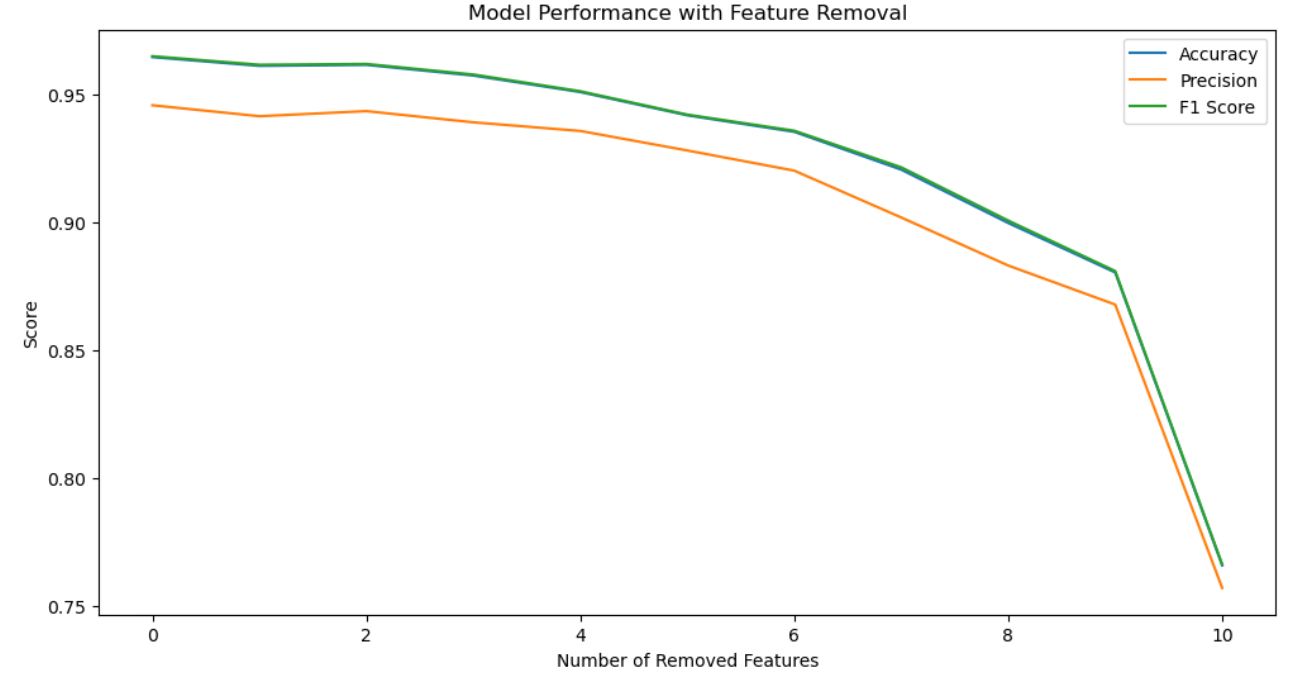 Model Performance with Feature Removal
Accuracy
Precision
F1 Score
0.95
0.90
0.85
0.80
0.75
Score
0 2 4 6 8 10
Number of Removed Features